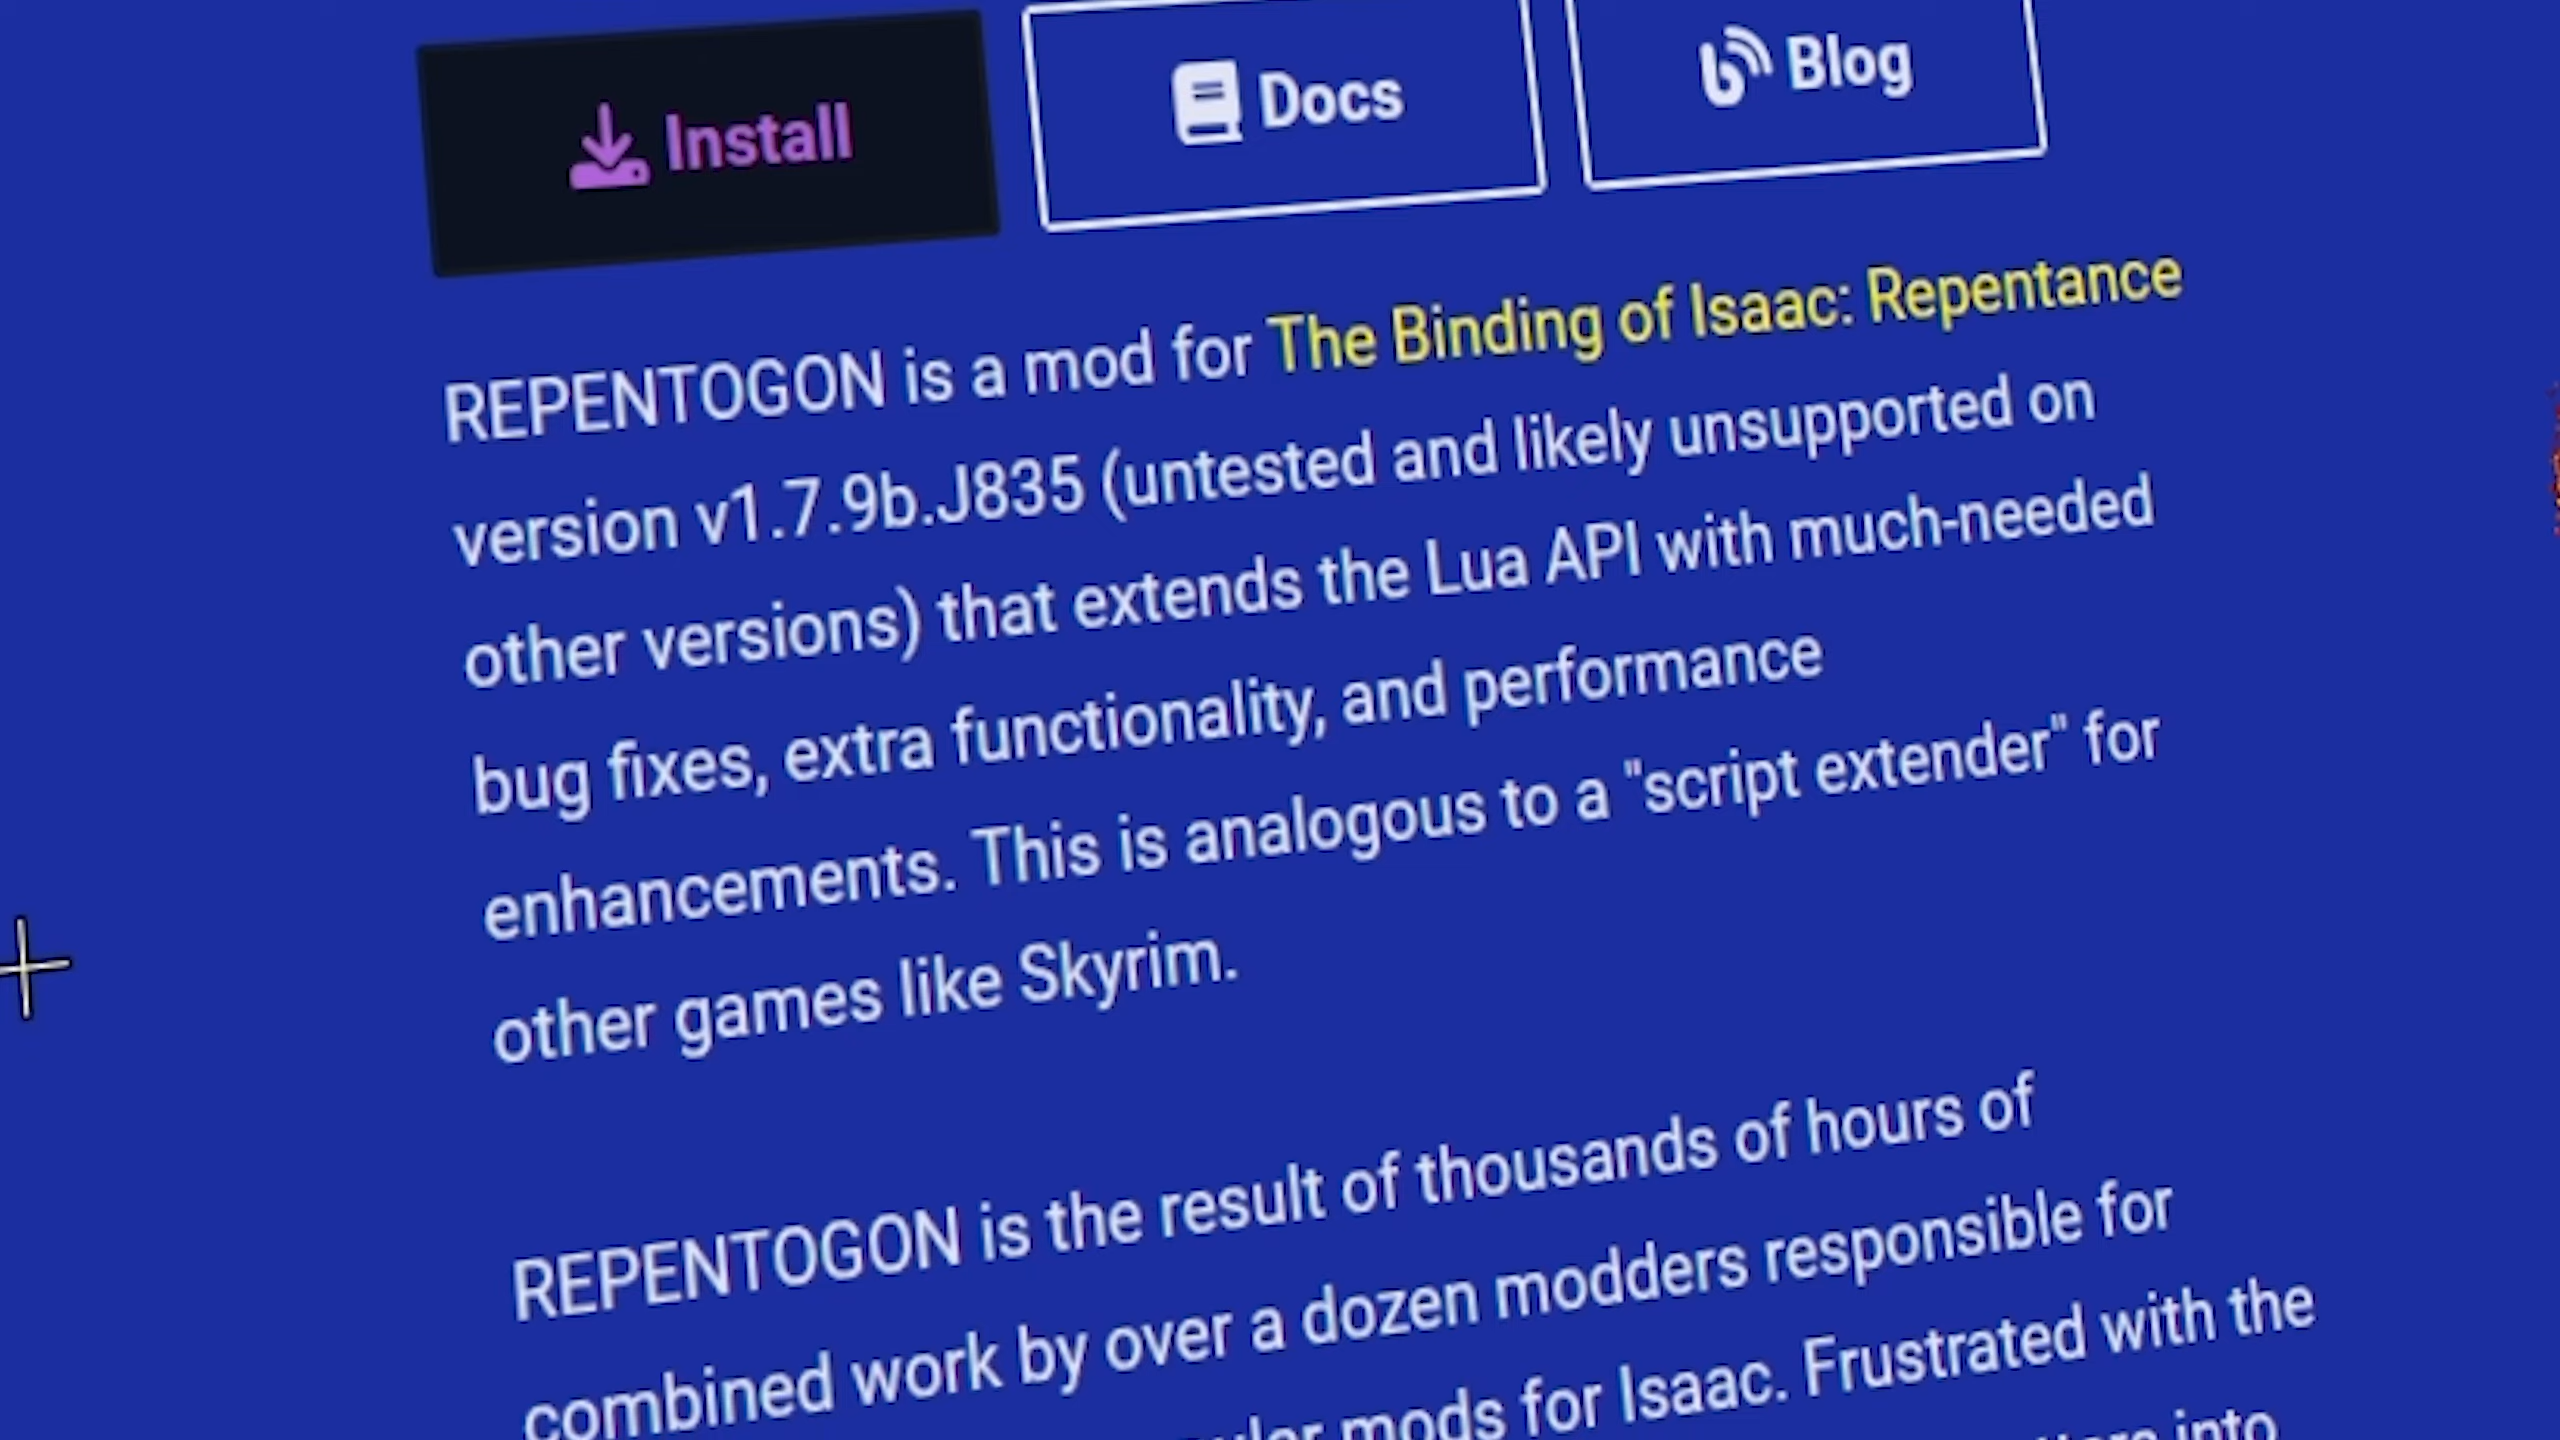 Install
Docs
Blog
REPENTOGON is a mod for The Binding of Isaac: Repentance
version v1.7.9b.J835 (untested and likely unsupported on
other versions) that extends the Lua API with much-needed
bug fixes, extra functionality, and performance
enhancements. This is analogous to a "script extender" for
other games like Skyrim.
REPENTOGON is the result of thousands of hours of
combined work by over a dozen modders responsible for
mods for Isaac. Frustrated with the
into